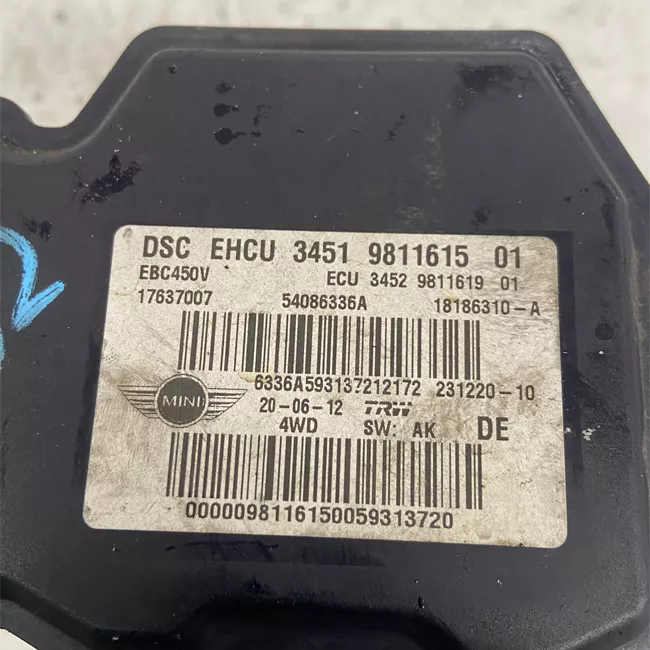 DSC EHCU 3451 9811615 01
EBC450V ECU 3452 9811619 01
17637007 54086336A 18186310-A
6336A593137212172 231220-10
MINI 20-06-12 TRW
4WD SW: AK DE
0000098116150059313720